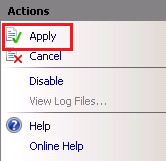 Actions
Apply
Cancel
Disable
View Log Files...
Help
Online Help